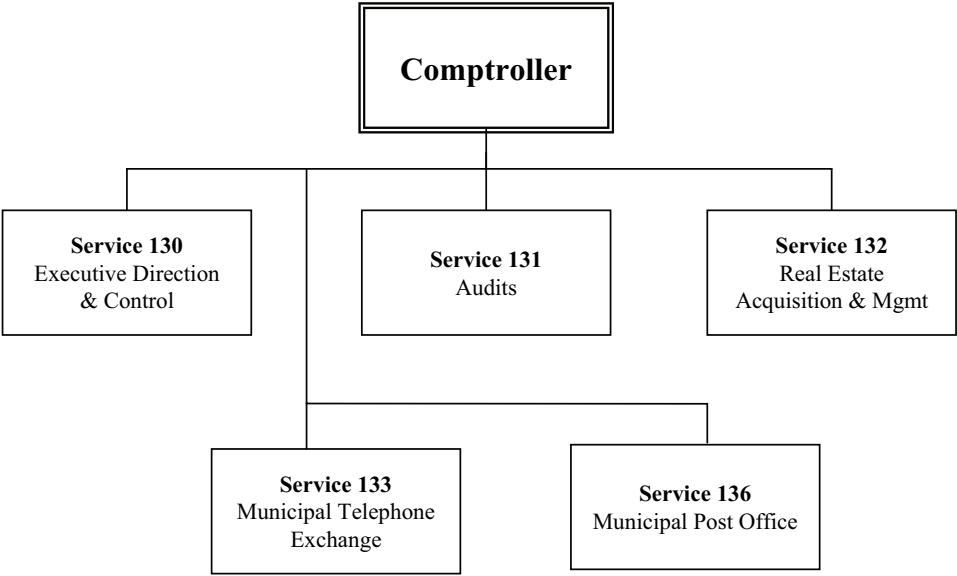 Comptroller
Service 130
Executive Direction
& Control
Service 131
Audits
Service 132
Real Estate
Acquisition & Mgmt
Service 133
Municipal Telephone
Exchange
Service 136
Municipal Post Office